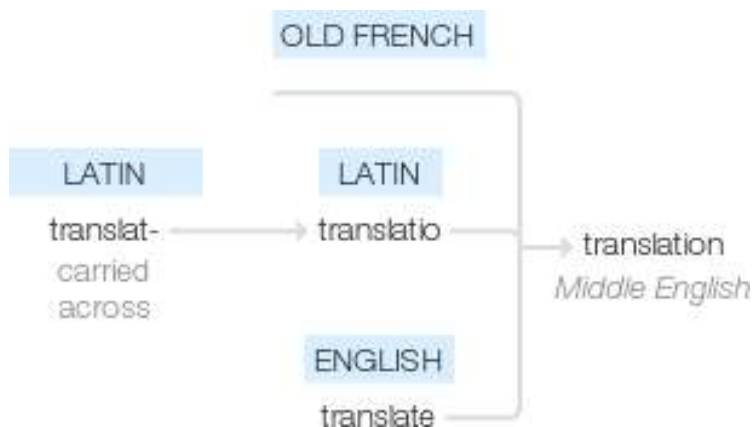 OLD FRENCH
LATIN
translat-
carried
across
LATIN
translatio
ENGLISH
translate
translation
Middle English